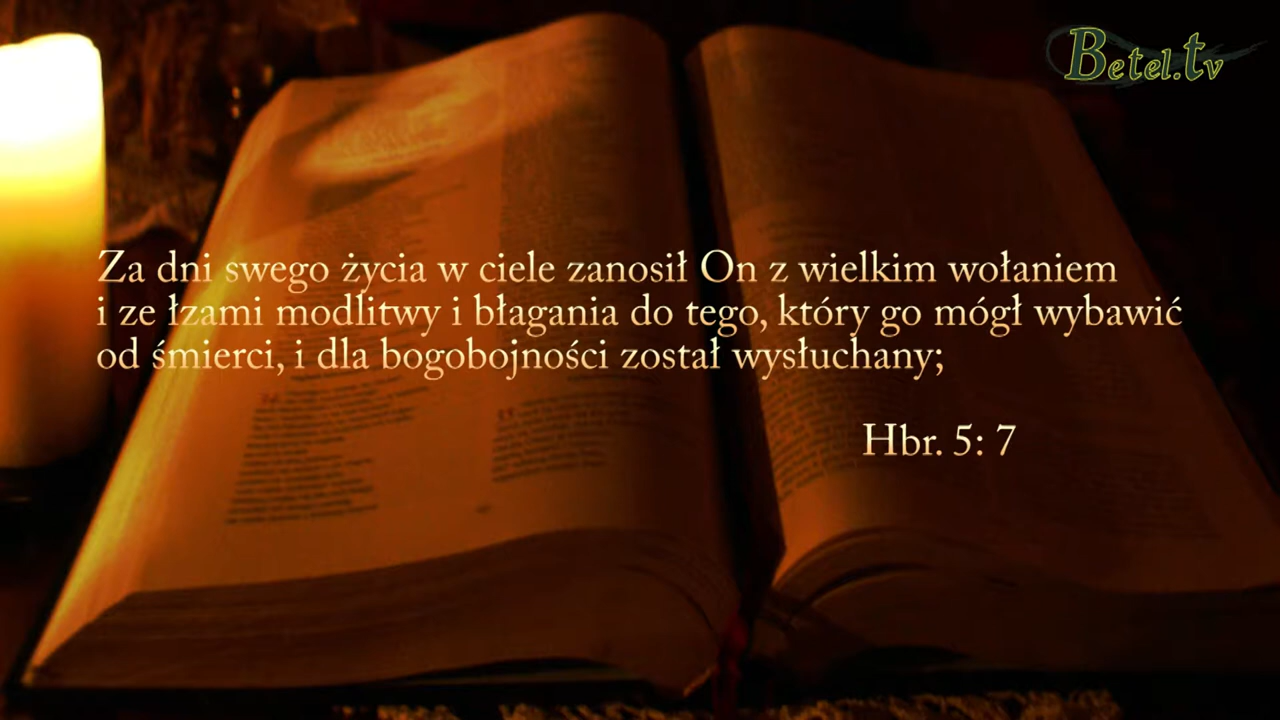 Betel.tv
Za dni swego życia w ciele zanosił On z wielkim wołaniem
i ze łzami modlitwy i błagania do tego, który go mógł wybawić
od śmierci, i dla bogobojności został wysłuchany;
Hbr. 5: 7